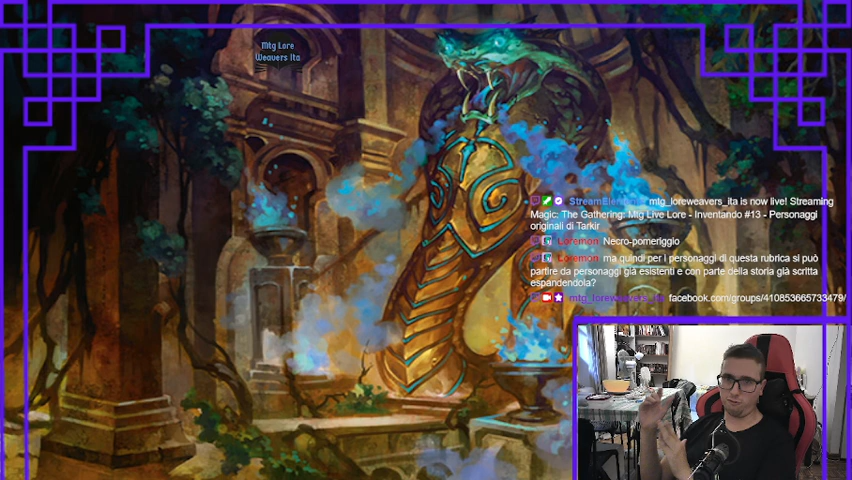 Mtg Lore
Weavers Ita
StreamElements mtg_loreweavers_ita is now live! Streaming
Magic: The Gathering: Mtg Live Lore - Inventando #13 - Personaggi
originali di Tarkir
Loremon Necro-pomeriggio
Loremon ma quindi per i personaggi di questa rubrica si può
partire da personaggi già esistenti e con parte della storia già scritta
espandendola?
mtg_loreweavers_ita facebook.com/groups/410853665733479/